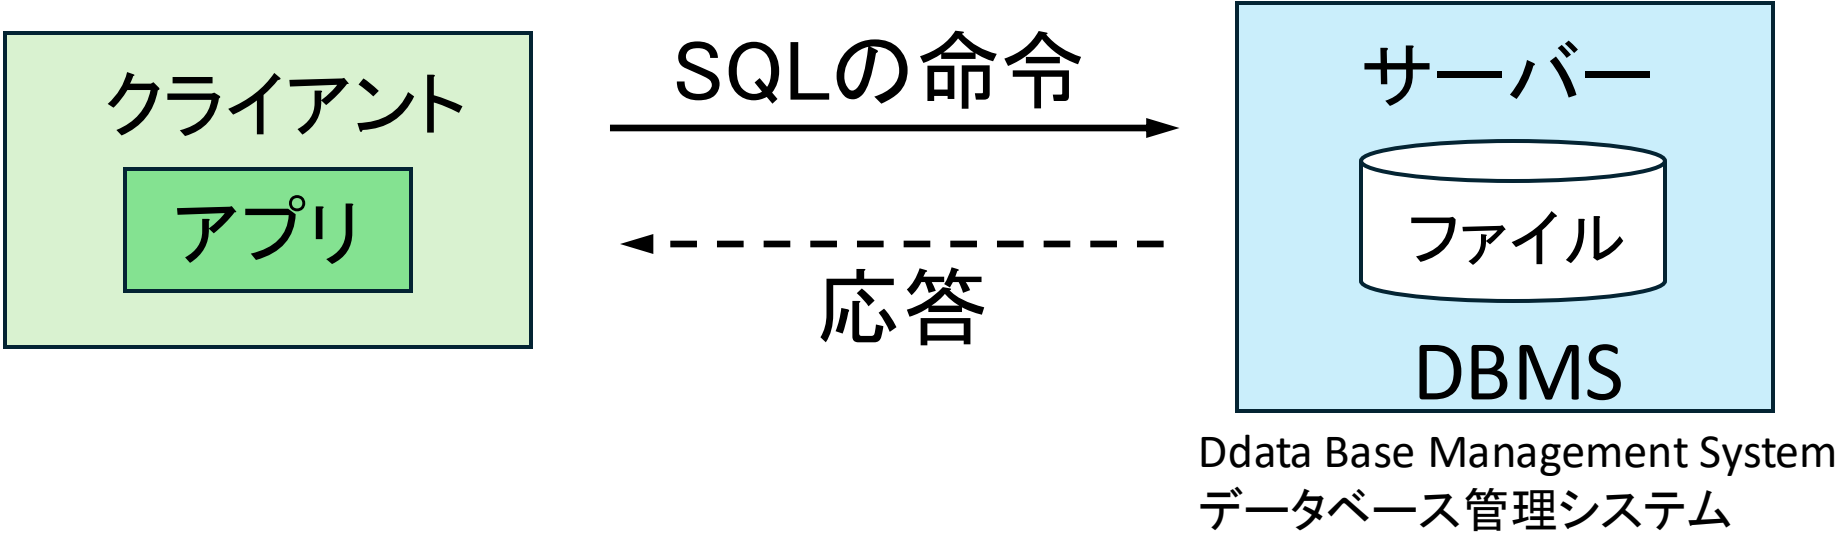 クライアント
アプリ
SQLの命令
応答
サーバー
ファイル
DBMS
Ddata Base Management System
データベース管理システム